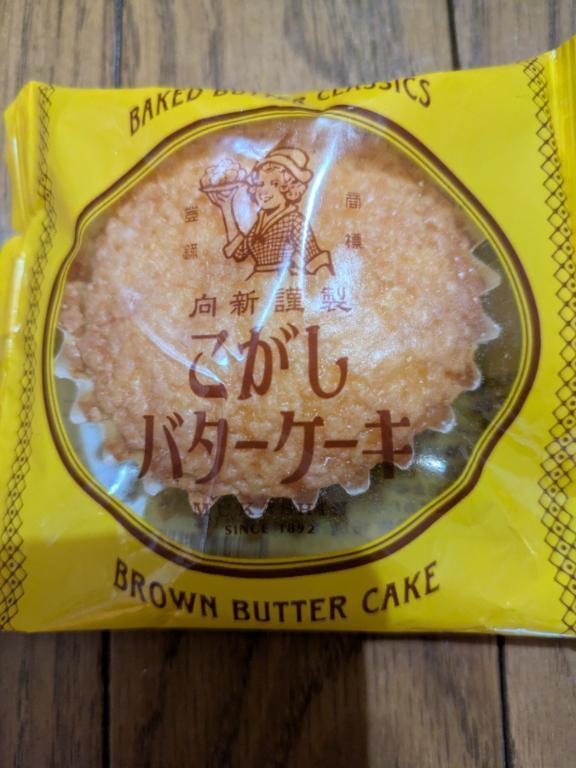 BAKED BUTTER CLASSICS
登録 商標
向新謹製
こがし
バターケーキ
MUKASHIN
SINCE 1892
BROWN BUTTER CAKE